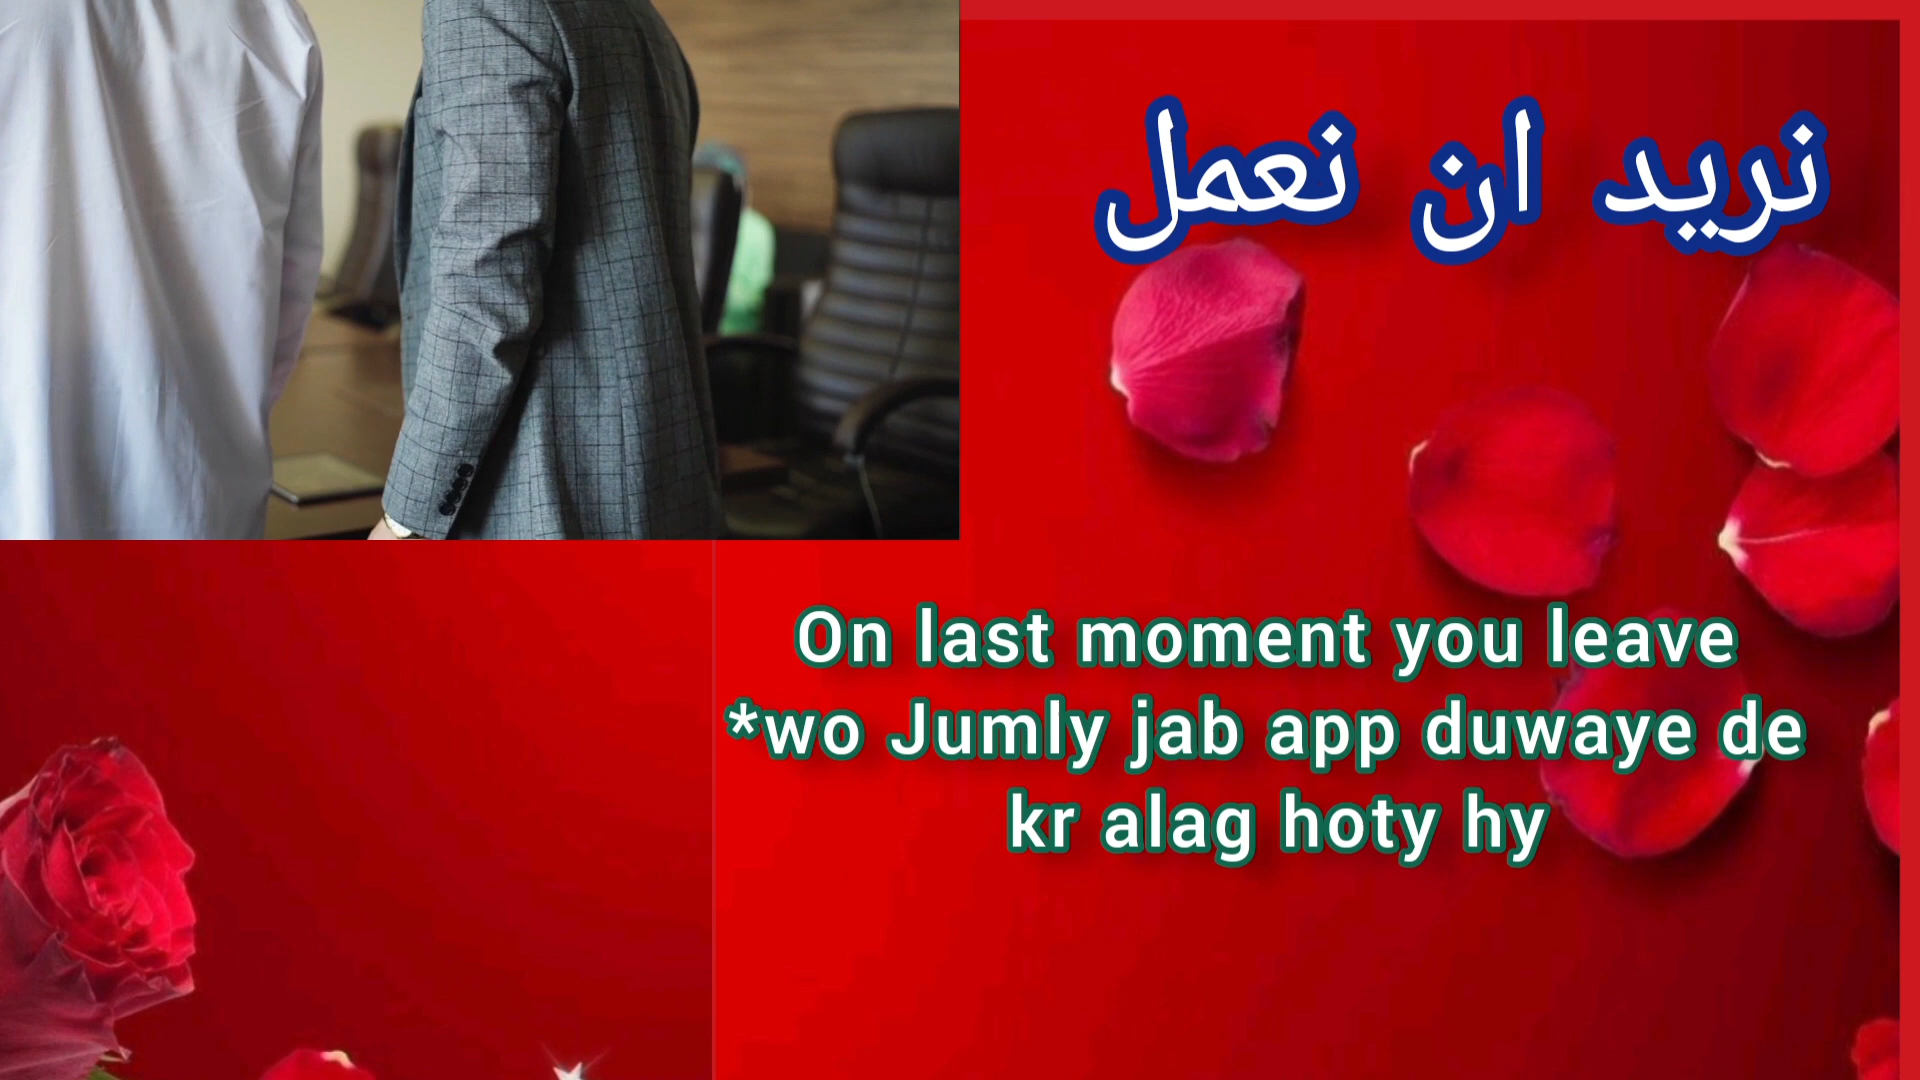 نريد ان نعمل
On last moment you leave
*wo Jumly jab app duwaye de
kr alag hoty hy